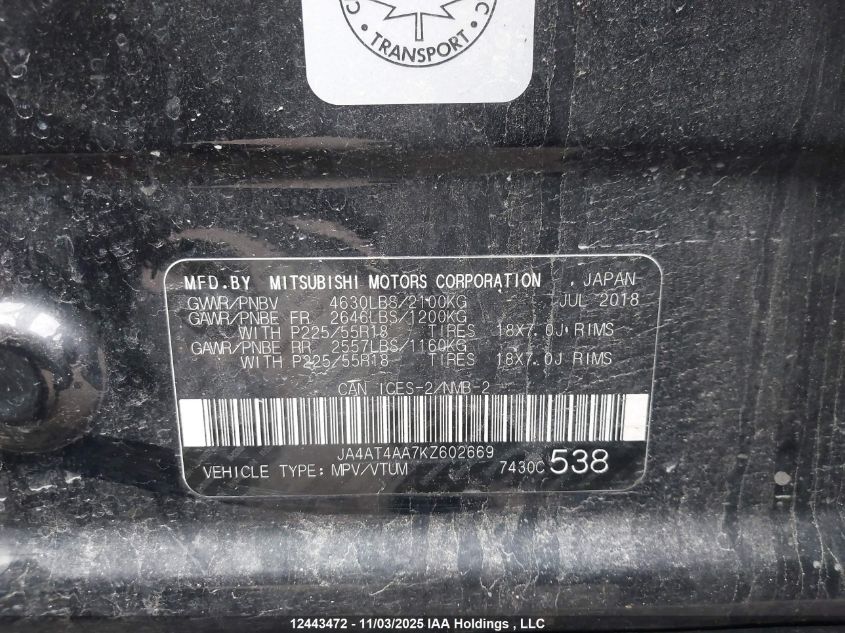 C TRANSPORT C
MFD.BY MITSUBISHI MOTORS CORPORATION , JAPAN
GVWR/PNBV 4630LBS/2100KG JUL 2018
GAWR/PNBE FR 2646LBS/1200KG
WITH P225/55R18 TIRES 18X7.0J RIMS
GAWR/PNBE RR 2557LBS/1160KG
WITH P225/55R18 TIRES 18X7.0J RIMS
CAN ICES-2/NMB-2
JA4AT4AA7KZ602669
VEHICLE TYPE:MPV/VTUM 7430C 538
12443472 - 11/03/2025 IAA Holdings , LLC